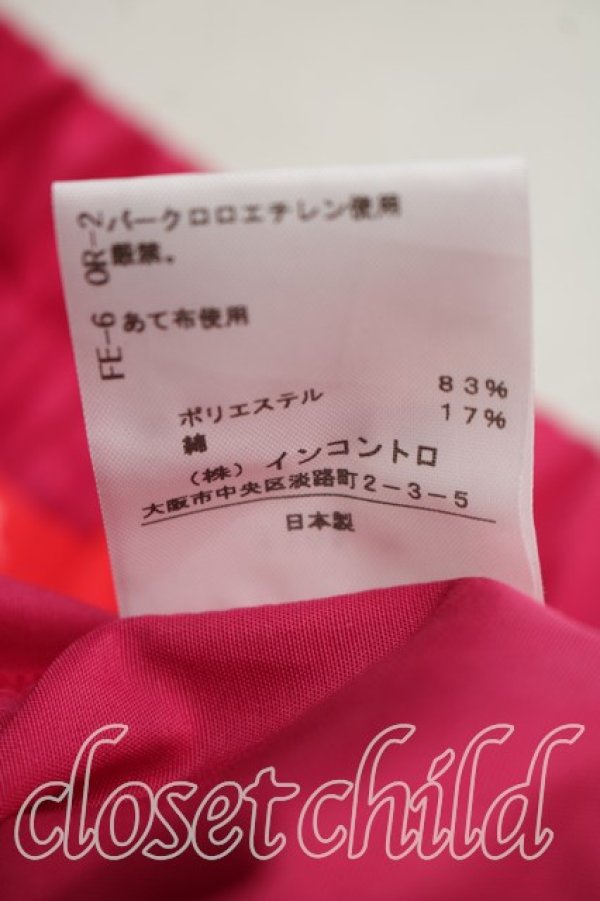 OR-2 パークロロエチレン使用
厳禁。
FE-6 あて布使用
ポリエステル 83%
綿 17%
(株) インコントロ
大阪市中央区淡路町2-3-5
日本製
closet child